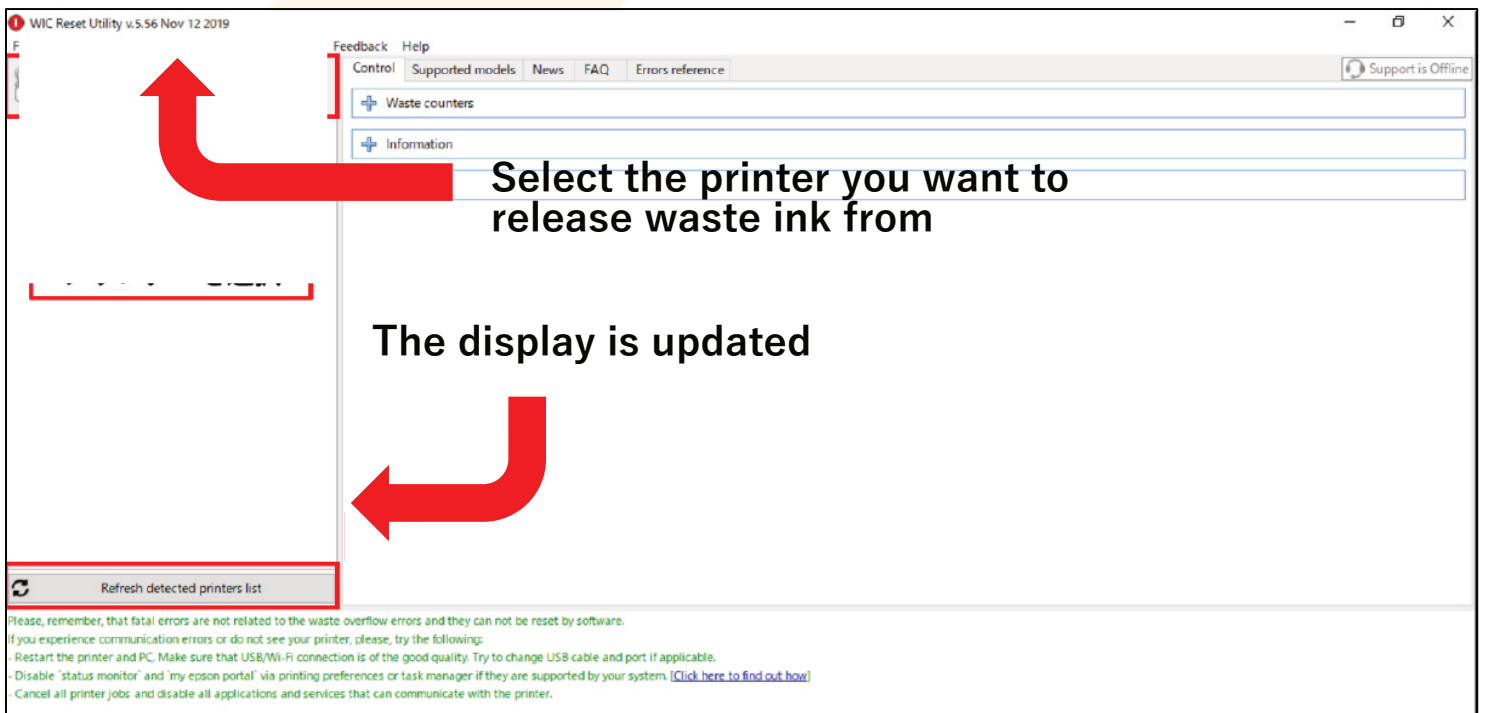 WIC Reset Utility v.5.56 Nov 12 2019
Feedback Help
Control Supported models News FAQ Errors reference
Support is Offline
Waste counters
Information
Select the printer you want to
release waste ink from
The display is updated
Refresh detected printers list
Please, remember, that fatal errors are not related to the waste overflow errors and they can not be reset by software.
If you experience communication errors or do not see your printer, please, try the following:
- Restart the printer and PC. Make sure that USB/Wi-Fi connection is of the good quality. Try to change USB cable and port if applicable.
- Disable `status monitor` and `my epson portal` via printing preferences or task manager if they are supported by your system. [Click here to find out how]
- Cancel all printer jobs and disable all applications and services that can communicate with the printer.